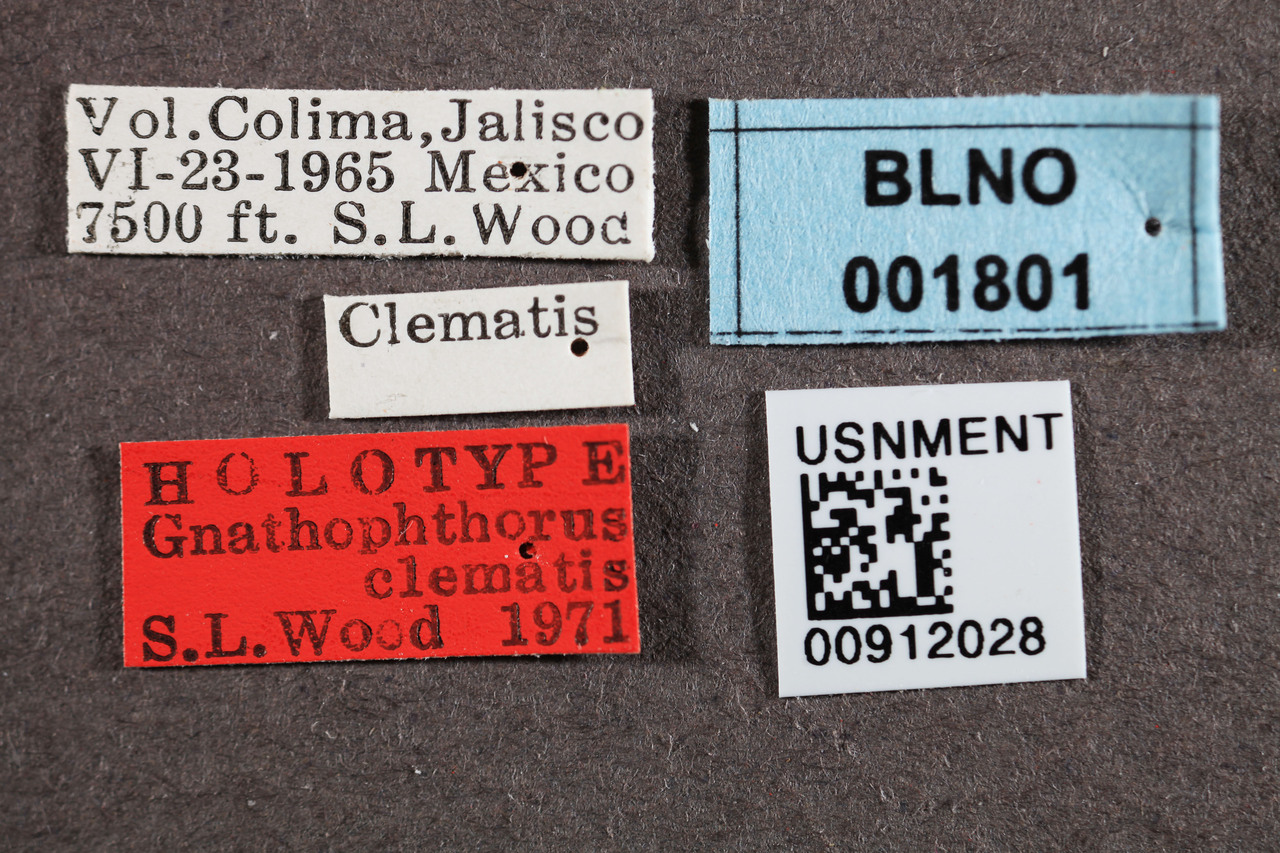 Vol.Colima,Jalisco
VI-23-1965 Mexico
7500 ft. S.L.Wood
Clematis
HOLOTYPE
Gnathophthorus
clematis
S.L.Wood 1971
BLNO
001801
USNMENT
00912028